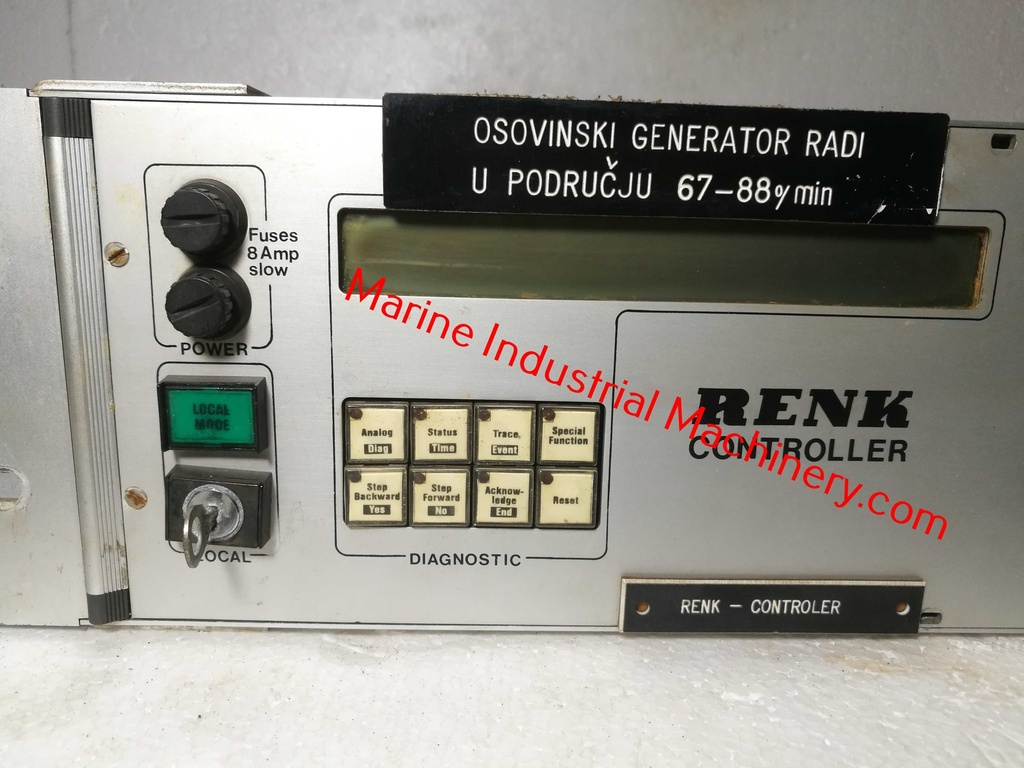 OSOVINSKI GENERATOR RADI
U PODRUČJU 67-88º/min
Fuses
8 Amp
slow
POWER
LOCAL
MODE
LOCAL
Analog
Diag
Status
Time
Trace,
Event
Special
Function
Step
Backward
Yes
Step
Forward
No
Acknow-
ledge
End
Reset
DIAGNOSTIC
RENK
CONTROLLER
RENK - CONTROLER
Marine Industrial Machinery.com